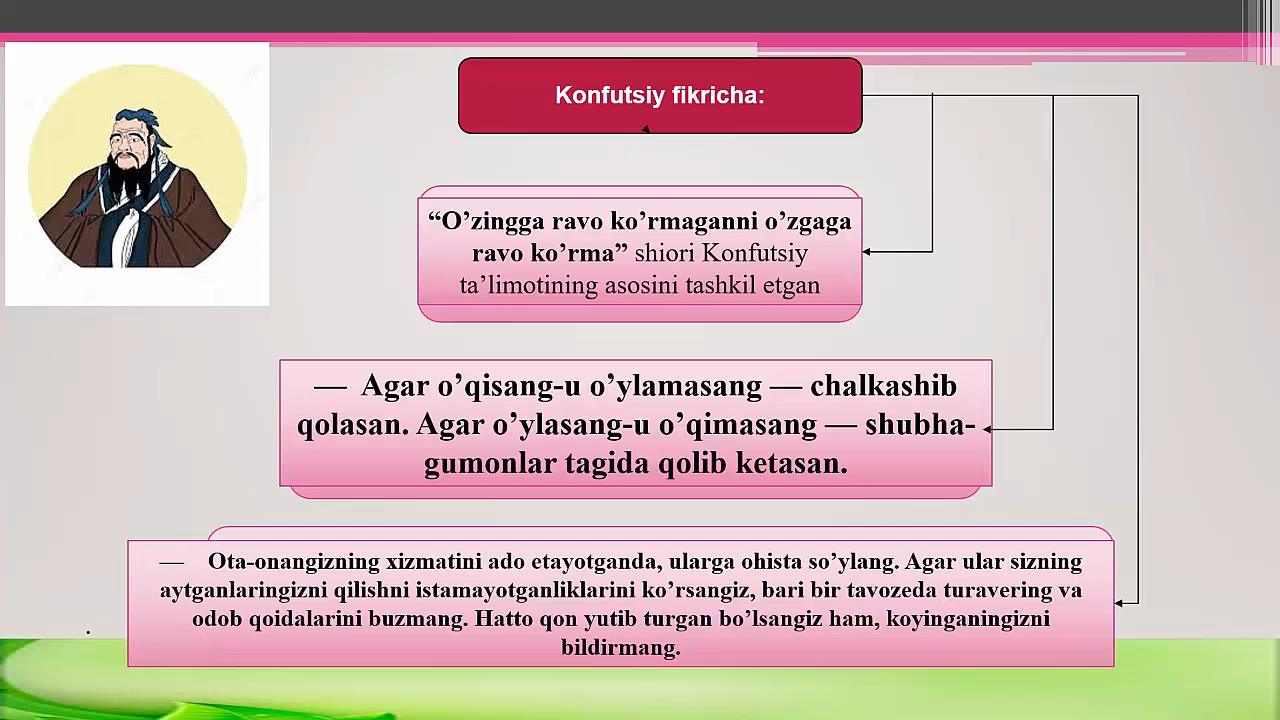 Konfutsiy fikricha:
“O’zingga ravo ko’rmaganni o’zgaga
ravo ko’rma” shiori Konfutsiy
ta’limotining asosini tashkil etgan
— Agar o’qisang-u o’ylamasang — chalkashib
qolasan. Agar o’ylasang-u o’qimasang — shubha-
gumonlar tagida qolib ketasan.
— Ota-onangizning xizmatini ado etayotganda, ularga ohista so’ylang. Agar ular sizning
aytganlaringizni qilishni istamayotganliklarini ko’rsangiz, bari bir tavozeda turavering va
odob qoidalarini buzmang. Hatto qon yutib turgan bo’lsangiz ham, koyinganingizni
bildirmang.
.